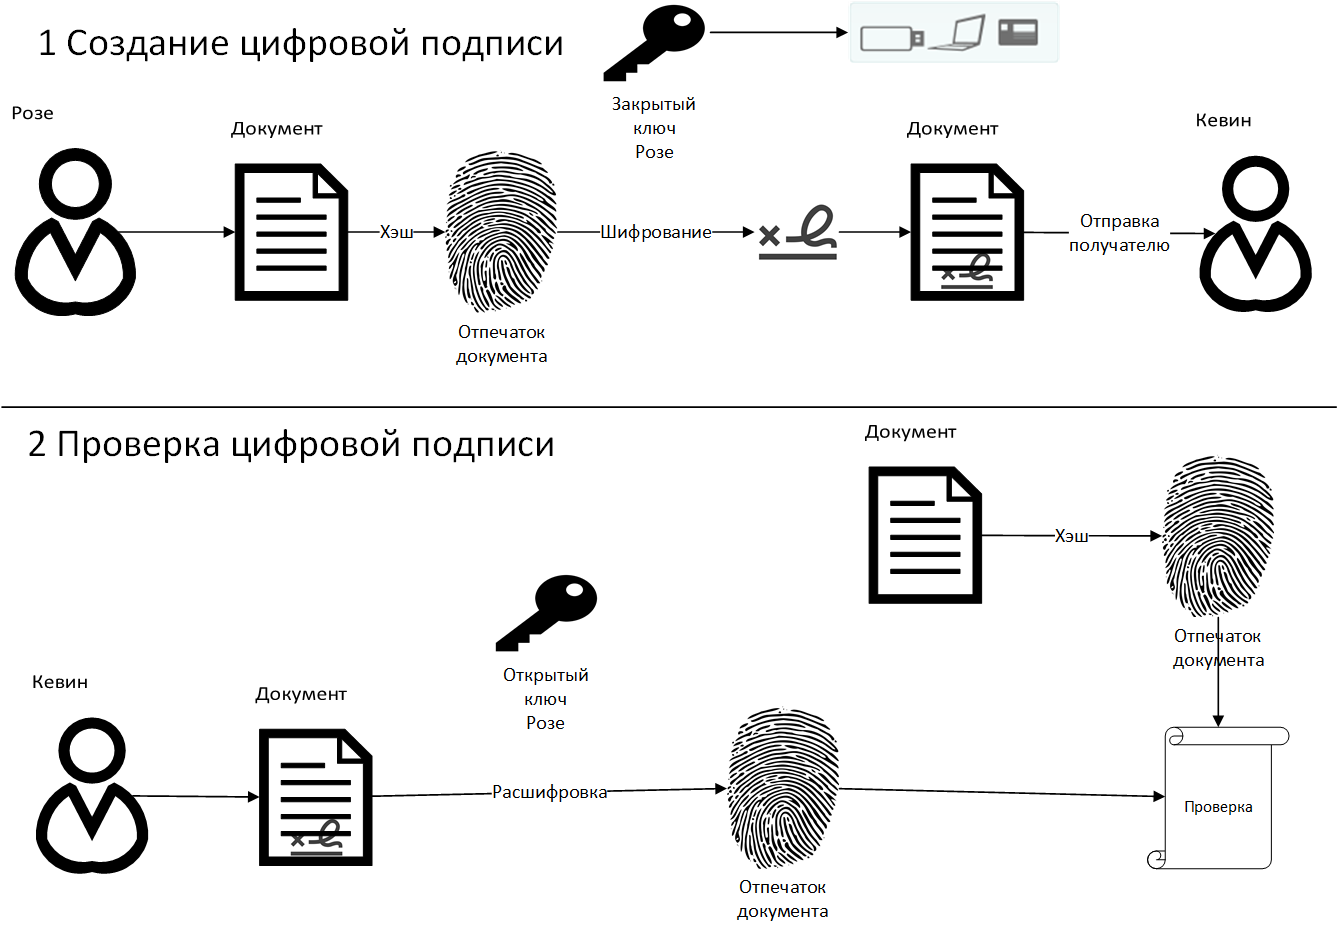 1 Создание цифровой подписи
Закрытый
ключ
Розе
Розе
Документ
Хэш
Отпечаток
документа
Шифрование
Документ
Отправка
получателю
Кевин
2 Проверка цифровой подписи
Документ
Хэш
Отпечаток
документа
Открытый
ключ
Розе
Кевин
Документ
Расшифровка
Отпечаток
документа
Проверка